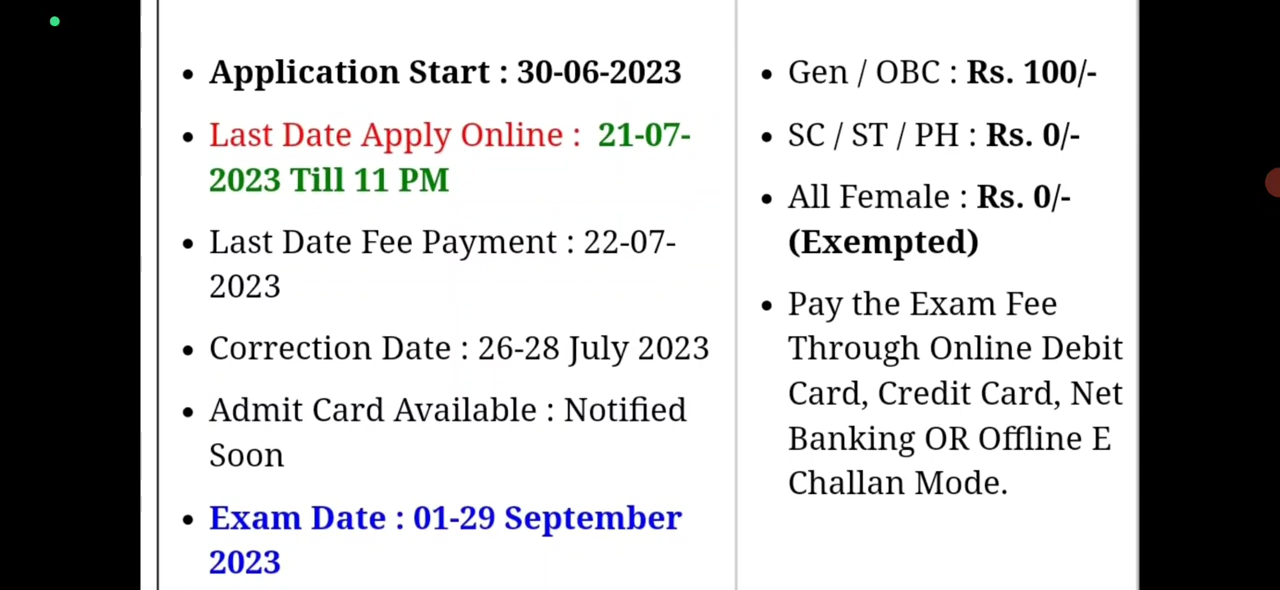 Application Start : 30-06-2023
Last Date Apply Online : 21-07-
2023 Till 11 PM
Last Date Fee Payment : 22-07-
2023
Correction Date : 26-28 July 2023
Admit Card Available : Notified
Soon
Exam Date : 01-29 September
2023
Gen / OBC : Rs. 100/-
SC / ST / PH : Rs. 0/-
All Female : Rs. 0/-
(Exempted)
Pay the Exam Fee
Through Online Debit
Card, Credit Card, Net
Banking OR Offline E
Challan Mode.